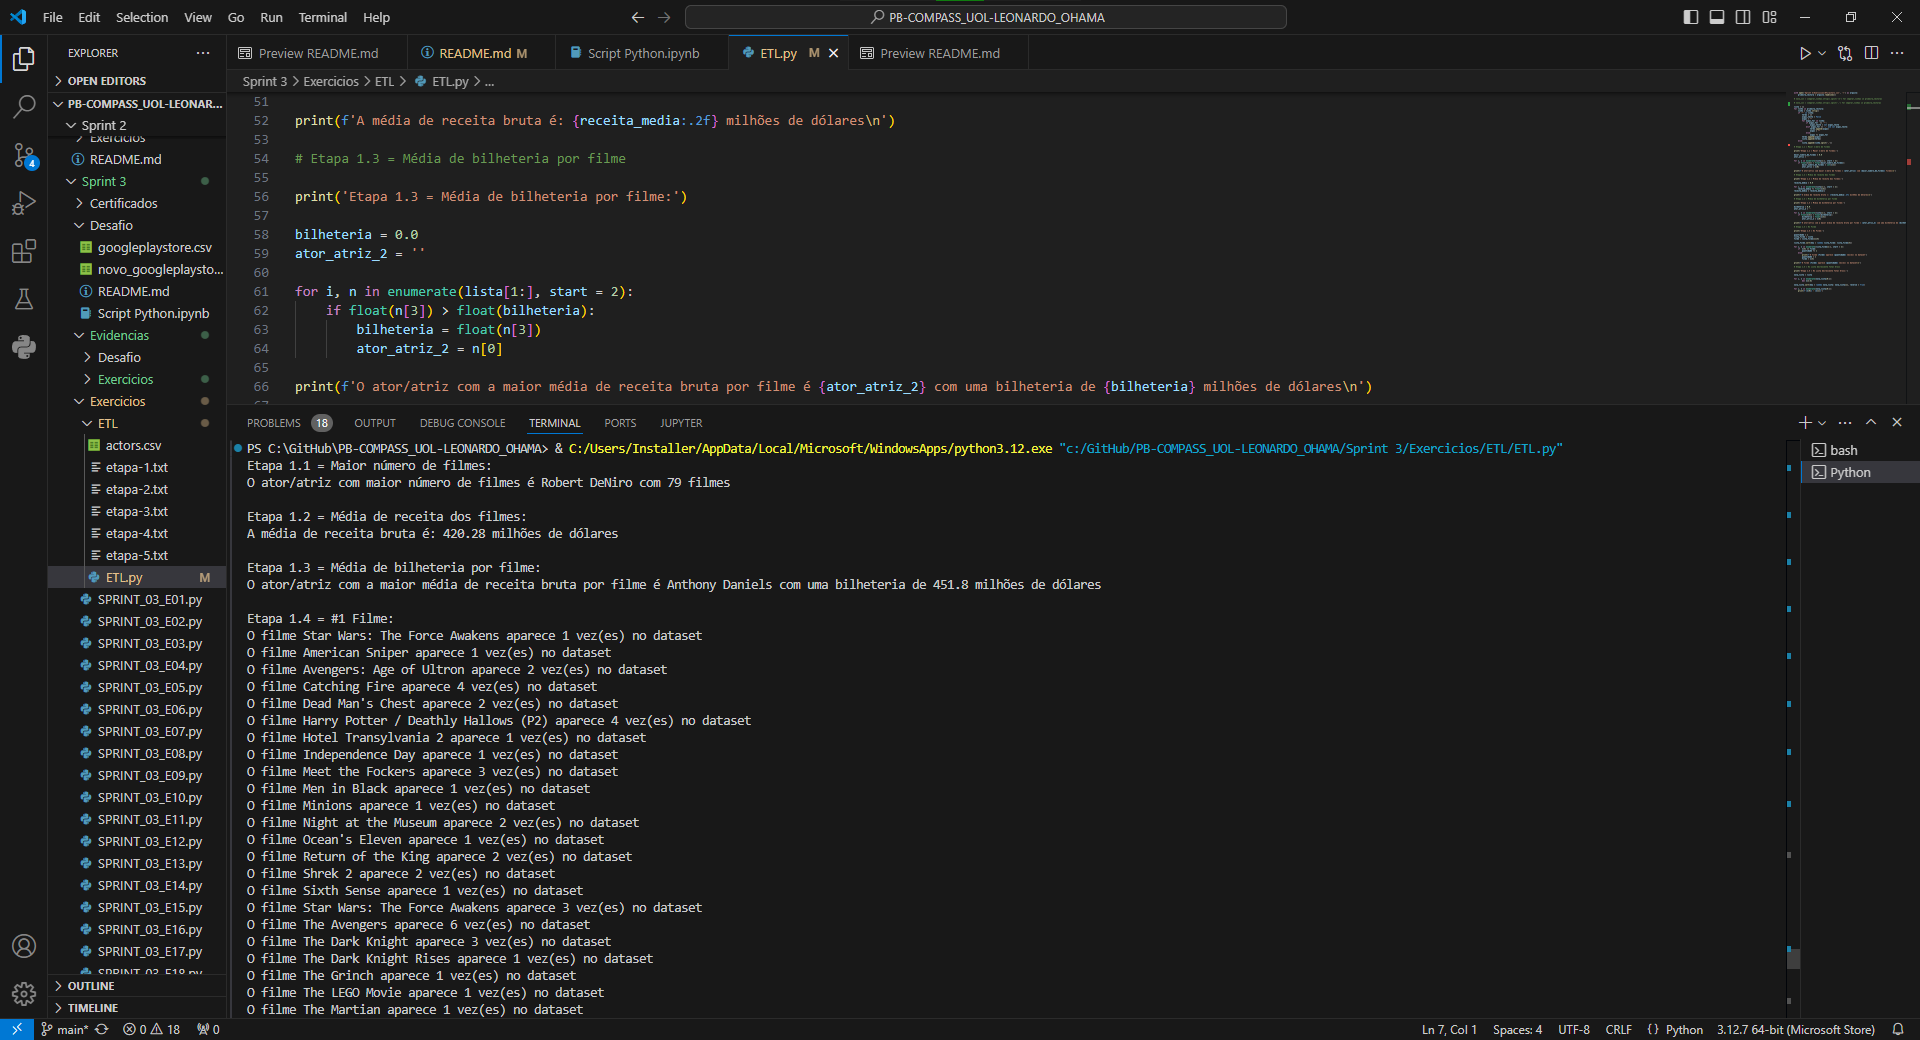 File Edit Selection View Go Run Terminal Help
PB-COMPASS_UOL-LEONARDO_OHAMA
EXPLORER
OPEN EDITORS
PB-COMPASS_UOL-LEONAR...
Sprint 2
Exercicios
README.md
Sprint 3
Certificados
Desafio
googleplaystore.csv
novo_googleplaysto...
README.md
Script Python.ipynb
Evidencias
Desafio
Exercicios
Exercicios
ETL
actors.csv
etapa-1.txt
etapa-2.txt
etapa-3.txt
etapa-4.txt
etapa-5.txt
ETL.py M
SPRINT_03_E01.py
SPRINT_03_E02.py
SPRINT_03_E03.py
SPRINT_03_E04.py
SPRINT_03_E05.py
SPRINT_03_E06.py
SPRINT_03_E07.py
SPRINT_03_E08.py
SPRINT_03_E09.py
SPRINT_03_E10.py
SPRINT_03_E11.py
SPRINT_03_E12.py
SPRINT_03_E13.py
SPRINT_03_E14.py
SPRINT_03_E15.py
SPRINT_03_E16.py
SPRINT_03_E17.py
SPRINT_03_E18.py
OUTLINE
TIMELINE
4
Preview README.md README.md M Script Python.ipynb ETL.py M Preview README.md
Sprint 3 > Exercicios > ETL > ETL.py > ...
51
52 print(f'A média de receita bruta é: {receita_media:.2f} milhões de dólares\n')
53
54 # Etapa 1.3 = Média de bilheteria por filme
55
56 print('Etapa 1.3 = Média de bilheteria por filme:')
57
58 bilheteria = 0.0
59 ator_atriz_2 = ''
60
61 for i, n in enumerate(lista[1:], start = 2):
62 if float(n[3]) > float(bilheteria):
63 bilheteria = float(n[3])
64 ator_atriz_2 = n[0]
65
66 print(f'O ator/atriz com a maior média de receita bruta por filme é {ator_atriz_2} com uma bilheteria de {bilheteria} milhões de dólares\n')
67
PROBLEMS 18 OUTPUT DEBUG CONSOLE TERMINAL PORTS JUPYTER
bash
Python
PS C:\GitHub\PB-COMPASS_UOL-LEONARDO_OHAMA> & C:/Users/Installer/AppData/Local/Microsoft/WindowsApps/python3.12.exe "c:/GitHub/PB-COMPASS_UOL-LEONARDO_OHAMA/Sprint 3/Exercicios/ETL/ETL.py"
Etapa 1.1 = Maior número de filmes:
O ator/atriz com maior número de filmes é Robert DeNiro com 79 filmes
Etapa 1.2 = Média de receita dos filmes:
A média de receita bruta é: 420.28 milhões de dólares
Etapa 1.3 = Média de bilheteria por filme:
O ator/atriz com a maior média de receita bruta por filme é Anthony Daniels com uma bilheteria de 451.8 milhões de dólares
Etapa 1.4 = #1 Filme:
O filme Star Wars: The Force Awakens aparece 1 vez(es) no dataset
O filme American Sniper aparece 1 vez(es) no dataset
O filme Avengers: Age of Ultron aparece 2 vez(es) no dataset
O filme Catching Fire aparece 4 vez(es) no dataset
O filme Dead Man's Chest aparece 2 vez(es) no dataset
O filme Harry Potter / Deathly Hallows (P2) aparece 4 vez(es) no dataset
O filme Hotel Transylvania 2 aparece 1 vez(es) no dataset
O filme Independence Day aparece 1 vez(es) no dataset
O filme Meet the Fockers aparece 3 vez(es) no dataset
O filme Men in Black aparece 1 vez(es) no dataset
O filme Minions aparece 1 vez(es) no dataset
O filme Night at the Museum aparece 2 vez(es) no dataset
O filme Ocean's Eleven aparece 1 vez(es) no dataset
O filme Return of the King aparece 2 vez(es) no dataset
O filme Shrek 2 aparece 2 vez(es) no dataset
O filme Sixth Sense aparece 1 vez(es) no dataset
O filme Star Wars: The Force Awakens aparece 3 vez(es) no dataset
O filme The Avengers aparece 6 vez(es) no dataset
O filme The Dark Knight aparece 3 vez(es) no dataset
O filme The Dark Knight Rises aparece 1 vez(es) no dataset
O filme The Grinch aparece 1 vez(es) no dataset
O filme The LEGO Movie aparece 1 vez(es) no dataset
O filme The Martian aparece 1 vez(es) no dataset
main* 0 18 0 Ln 7, Col 1 Spaces: 4 UTF-8 CRLF {} Python 3.12.7 64-bit (Microsoft Store)